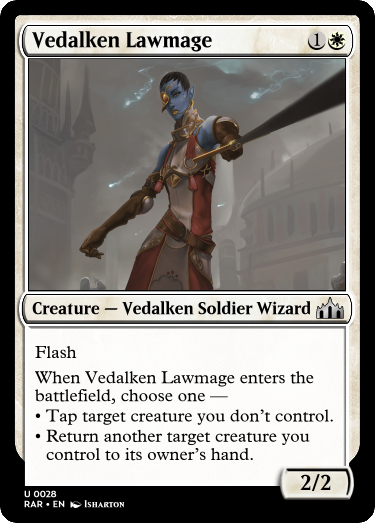 Vedalken Lawmage 1
Creature — Vedalken Soldier Wizard
Flash
When Vedalken Lawmage enters the
battlefield, choose one —
• Tap target creature you don't control.
• Return another target creature you
control to its owner's hand.
2/2
U 0028
RAR • EN Isharton